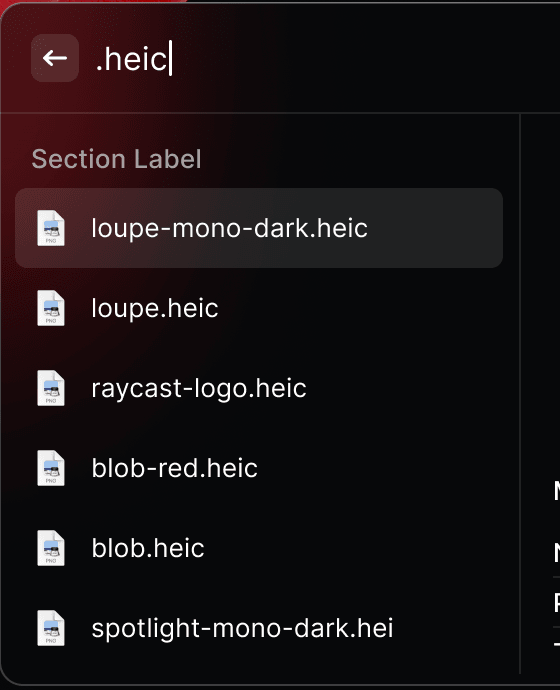 .heic
Section Label
loupe-mono-dark.heic
loupe.heic
raycast-logo.heic
blob-red.heic
blob.heic
spotlight-mono-dark.hei